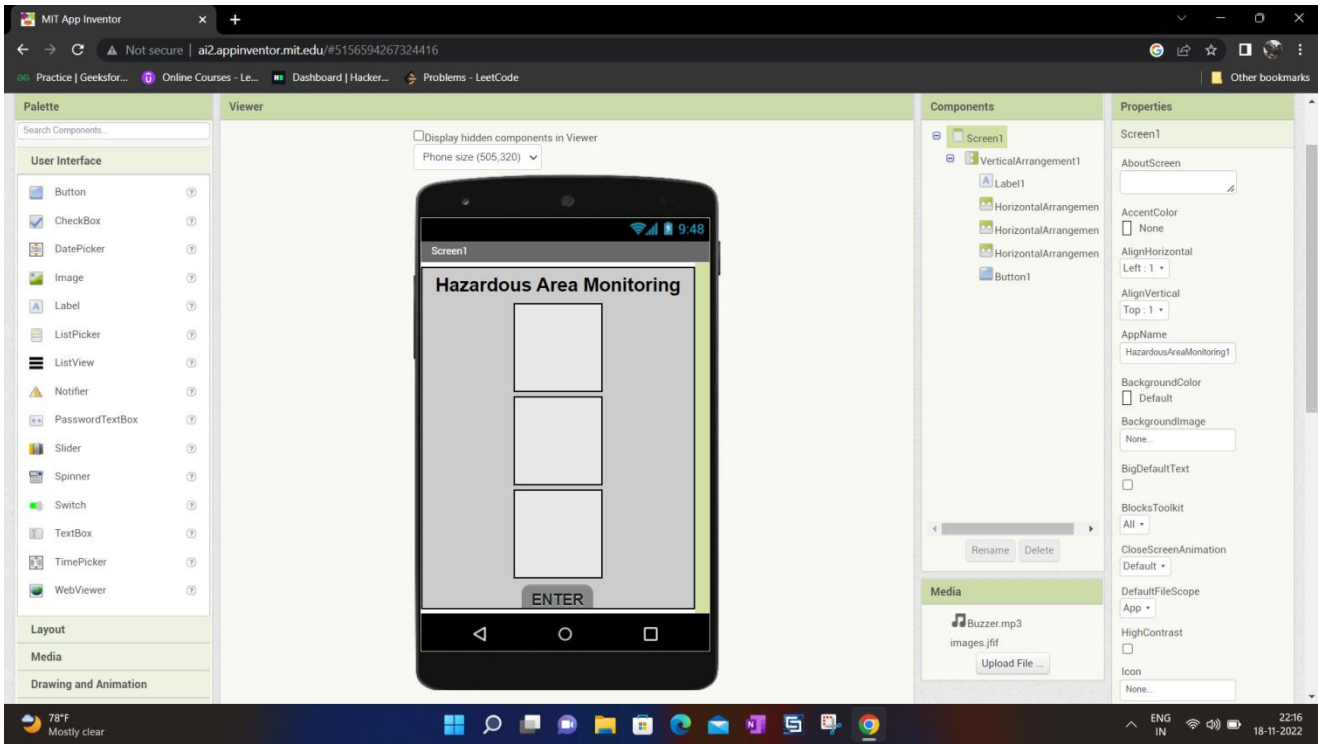 MIT App Inventor
Not secure | ai2.appinventor.mit.edu/#5156594267324416
Practice | Geeksfor...
Online Courses - Le...
Dashboard | Hacker...
Problems - LeetCode
Other bookmarks
Palette
Search Components...
User Interface
Button
CheckBox
DatePicker
Image
Label
ListPicker
ListView
Notifier
PasswordTextBox
Slider
Spinner
Switch
TextBox
TimePicker
WebViewer
Layout
Media
Drawing and Animation
Viewer
Display hidden components in Viewer
Phone size (505,320)
9:48
Screen1
Hazardous Area Monitoring
ENTER
Components
Screen1
VerticalArrangement1
Label1
HorizontalArrangemen
HorizontalArrangemen
HorizontalArrangemen
Button1
Rename Delete
Media
Buzzer.mp3
images.jfif
Upload File ...
Properties
Screen1
AboutScreen
AccentColor
None
AlignHorizontal
Left : 1
AlignVertical
Top : 1
AppName
HazardousAreaMonitoring1
BackgroundColor
Default
BackgroundImage
None...
BigDefaultText
BlocksToolkit
All
CloseScreenAnimation
Default
DefaultFileScope
App
HighContrast
Icon
None...
78°F
Mostly clear
ENG
IN
22:16
18-11-2022